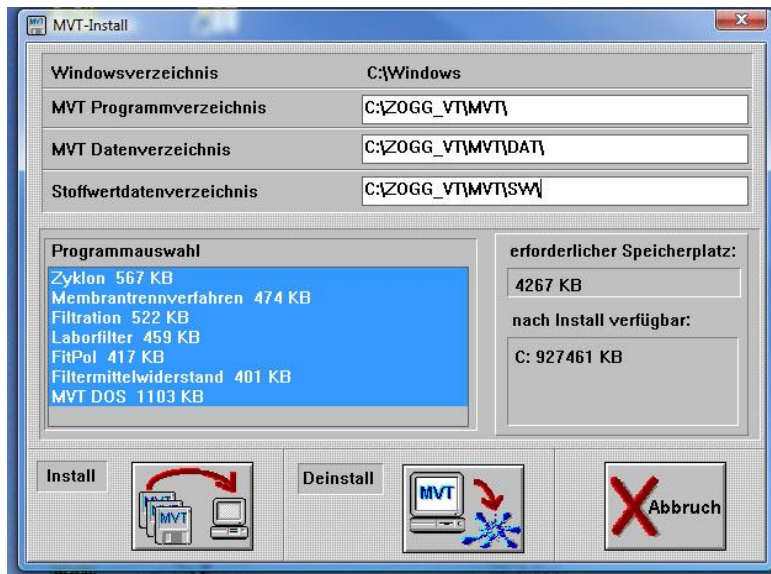 MVT-Install
Windowsverzeichnis C:\Windows
MVT Programmverzeichnis C:\ZOGG_VT\MVT\
MVT Datenverzeichnis C:\ZOGG_VT\MVT\DAT\
Stoffwertdatenverzeichnis C:\ZOGG_VT\MVT\SW\
Programmauswahl
Zyklon 567 KB
Membrantrennverfahren 474 KB
Filtration 522 KB
Laborfilter 459 KB
FitPol 417 KB
Filtermittelwiderstand 401 KB
MVT DOS 1103 KB
erforderlicher Speicherplatz:
4267 KB
nach Install verfügbar:
C: 927461 KB
Install
MVT
Deinstall
MVT
Abbruch